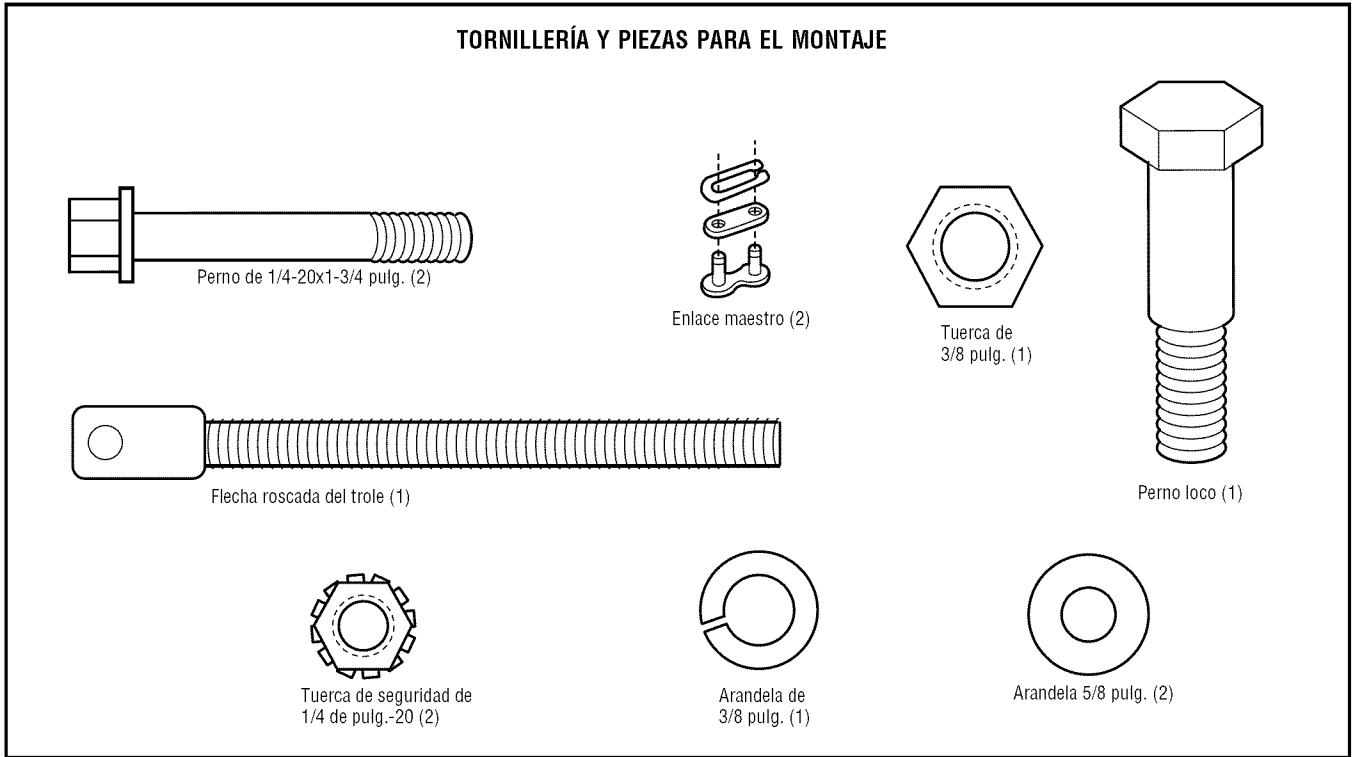 TORNILLERÍA Y PIEZAS PARA EL MONTAJE
Perno de 1/4-20x1-3/4 pulg. (2)
Enlace maestro (2)
Tuerca de
3/8 pulg. (1)
Flecha roscada del trole (1)
Perno loco (1)
Tuerca de seguridad de
1/4 de pulg.-20 (2)
Arandela de
3/8 pulg. (1)
Arandela 5/8 pulg. (2)